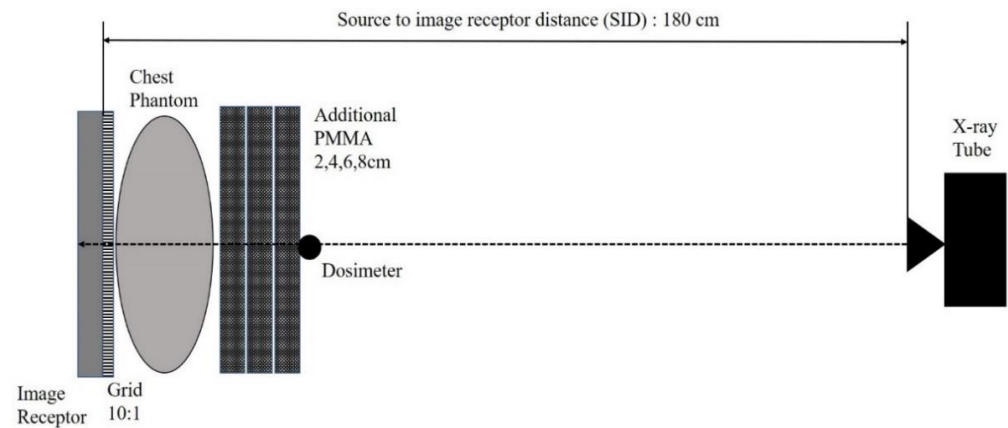 Source to image receptor distance (SID) : 180 cm
Chest
Phantom
Additional
PMMA
2,4,6,8cm
X-ray
Tube
Dosimeter
Image
Receptor
Grid
10:1